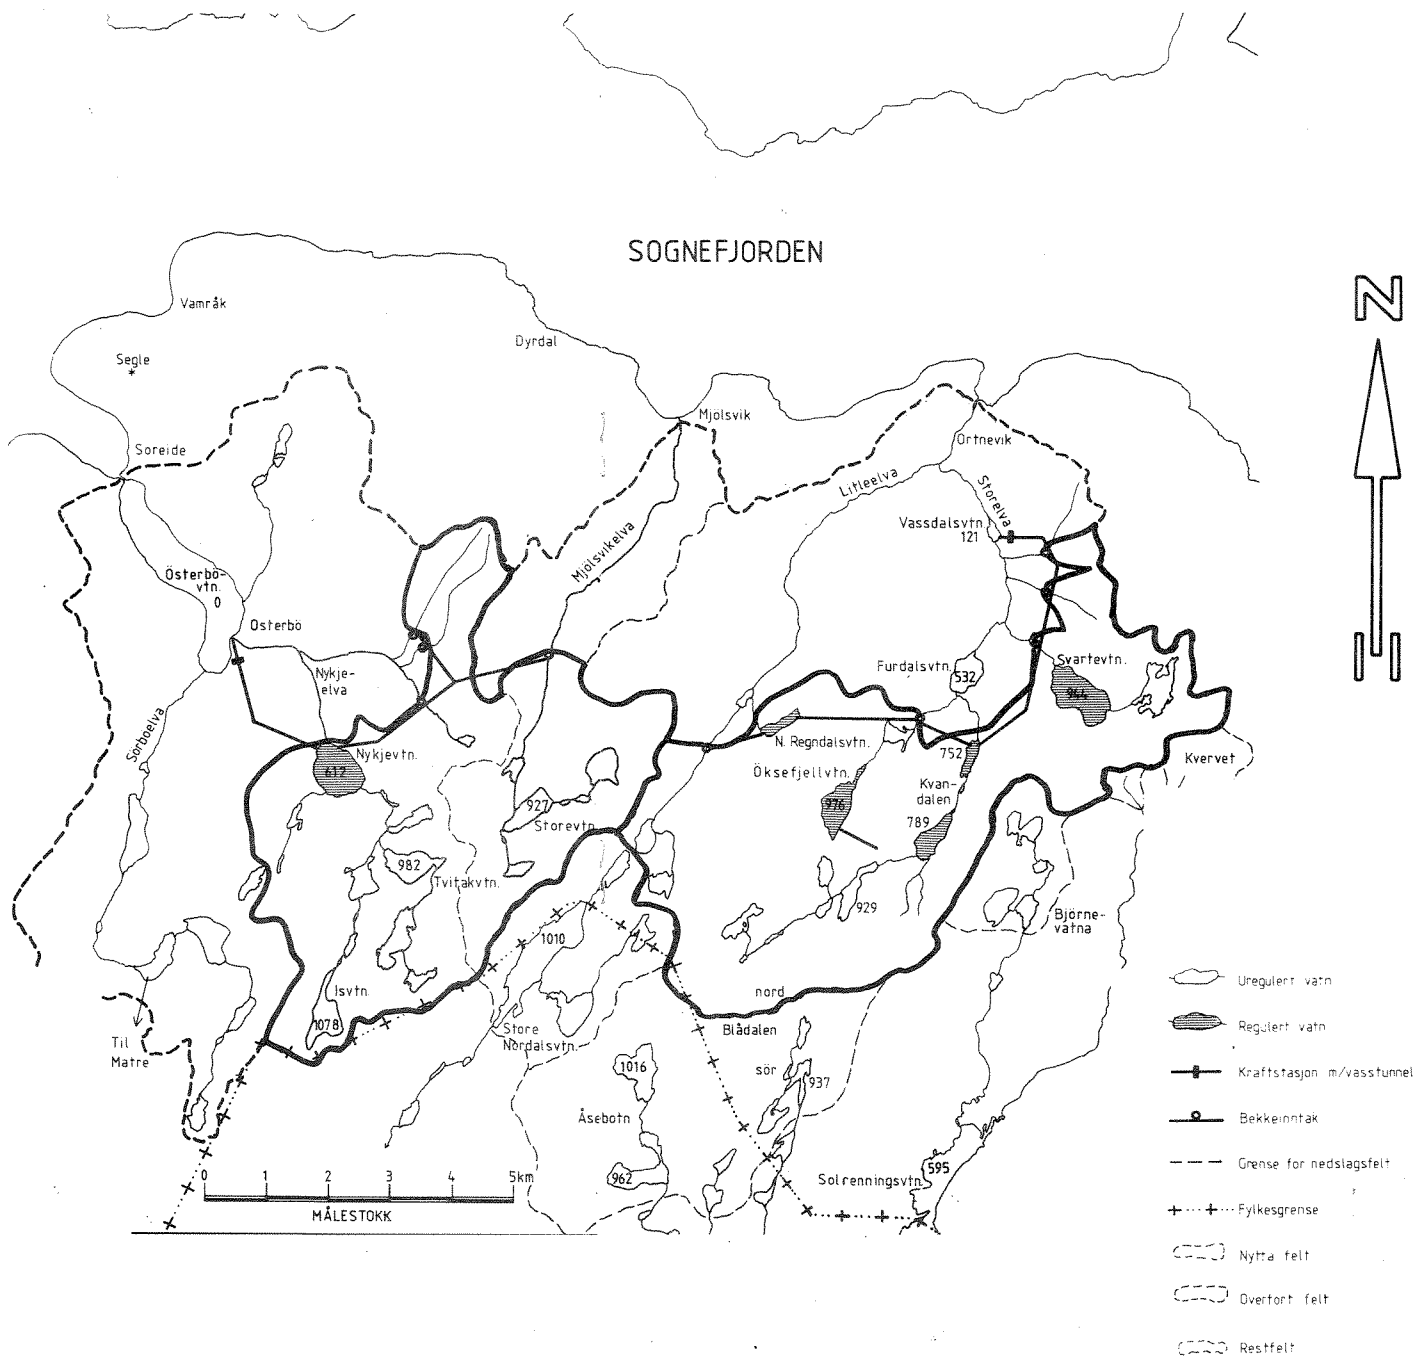 SOGNEFJORDEN
N
Vamråk
Segle
*
Dyrdal
Mjölsvik
Soreide
Ortnevik
Litleelva
Storelva
Vassdalsvtn.
121
Mjölsvikelva
Österbö-
vtn.
0
Osterbö
Nykje-
elva
Furdalsvtn.
532
Svartevtn.
944
Sörboelva
Nykjevtn.
612
N. Regndalsvtn.
752
Öksefjellvtn.
976
Kvan-
dalen
789
Kvervet
927
Storevtn.
982
Tvitakvtn.
929
Björne-
vatna
1010
Isvtn.
1078
nord
Blådalen
Store
Nordalsvtn.
sör
937
Til
Matre
1016
Åsebotn
962
Solrenningsvtn.
595
0 1 2 3 4 5km
MÅLESTOKK
Uregulert vatn
Regulert vatn
Kraftstasjon m/vasstunnel
Bekkeinntak
Grense for nedslagsfelt
Fylkesgrense
Nytta felt
Overfort felt
Restfelt